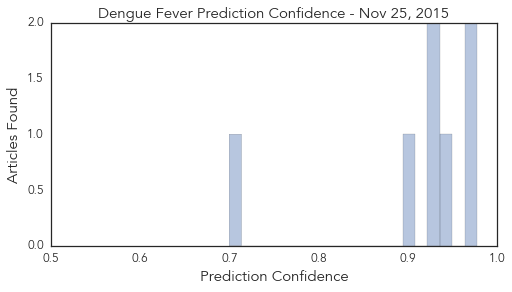 Dengue Fever Prediction Confidence - Nov 25, 2015
2.0
1.5
1.0
0.5
0.0
Articles Found
0.5 0.6 0.7 0.8 0.9 1.0
Prediction Confidence